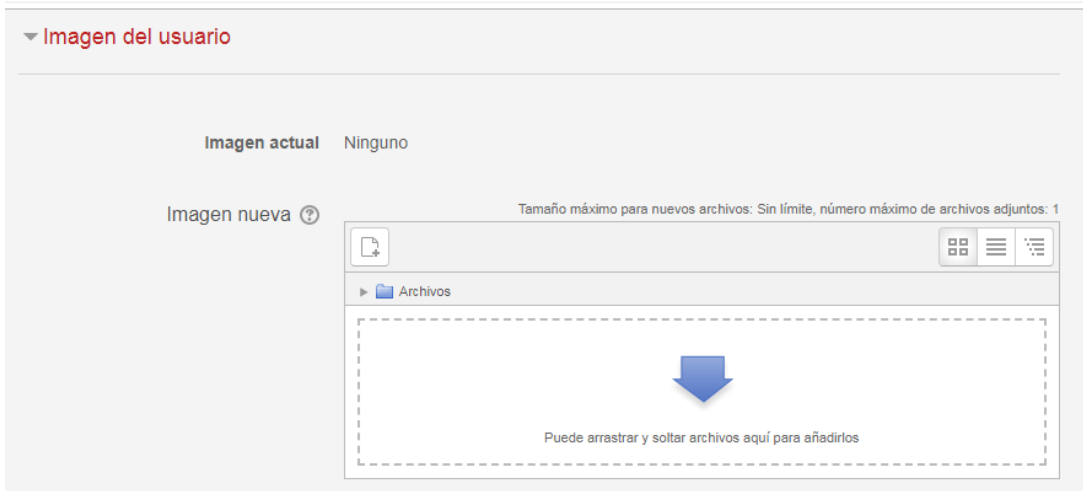 Imagen del usuario
Imagen actual Ninguno
Imagen nueva
Tamaño máximo para nuevos archivos: Sin límite, número máximo de archivos adjuntos: 1
Archivos
Puede arrastrar y soltar archivos aquí para añadirlos